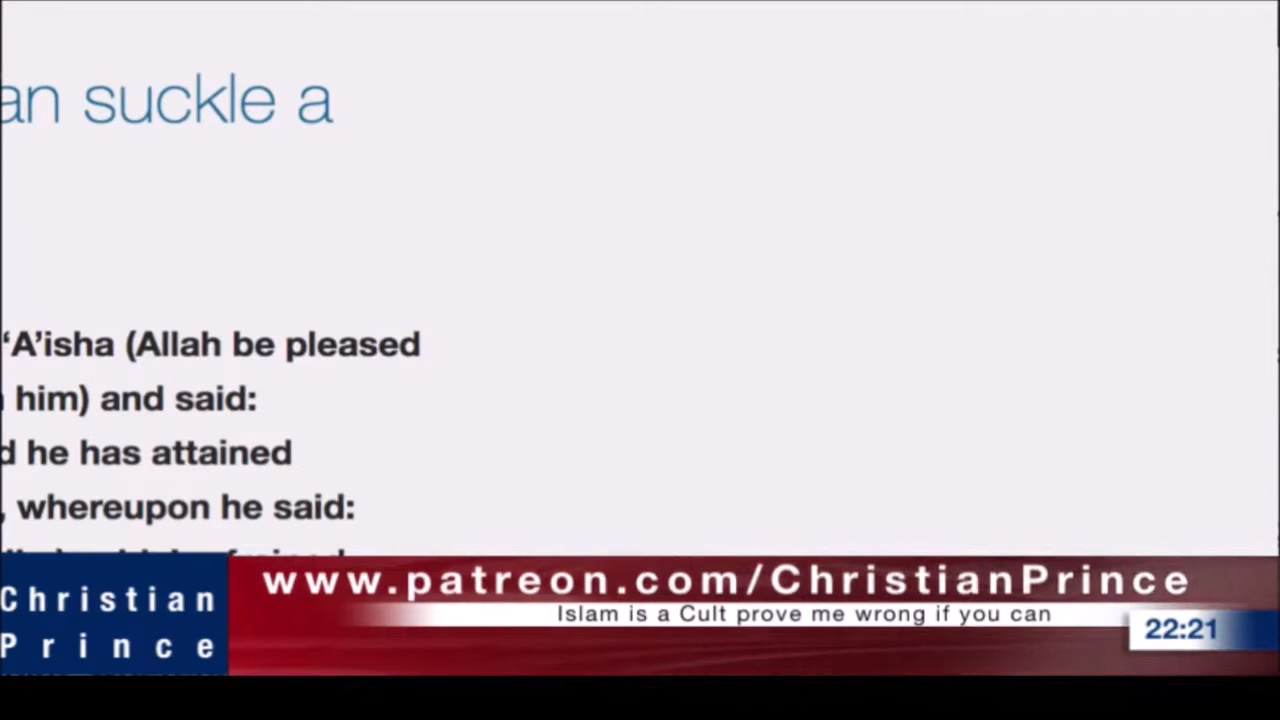 an suckle a
‘A’isha (Allah be pleased
him) and said:
he has attained
, whereupon he said:
www.patreon.com/ChristianPrince
Islam is a Cult prove me wrong if you can
Christian
Prince
22:21